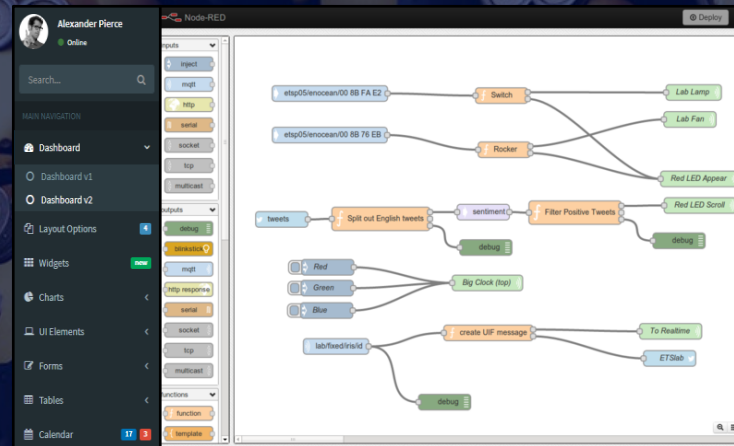 Alexander Pierce
Online
Search...
MAIN NAVIGATION
Dashboard
Dashboard v1
Dashboard v2
Layout Options 4
Widgets new
Charts
UI Elements
Forms
Tables
Calendar 17 3
Node-RED
Deploy
nputs
inject
mqtt
http
serial
socket
tcp
multicast
outputs
debug
blinkstick
mqtt
http response
serial
socket
tcp
multicast
functions
function
template
etsp05/enocean/00 8B FA E2
Switch
Lab Lamp
Lab Fan
etsp05/enocean/00 8B 76 EB
Rocker
Red LED Appear
tweets
Split out English tweets
sentiment
Filter Positive Tweets
Red LED Scroll
debug
debug
Red
Green
Blue
Big Clock (top)
lab/fixed/iris/id
create UIF message
To Realtime
ETSlab
debug